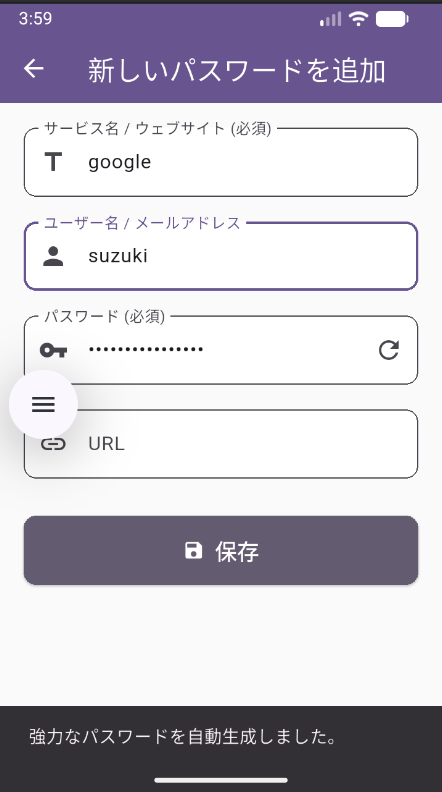 3:59
新しいパスワードを追加
サービス名 / ウェブサイト (必須)
google
ユーザー名 / メールアドレス
suzuki
パスワード (必須)
••••••••••••••••
URL
保存
強力なパスワードを自動生成しました。